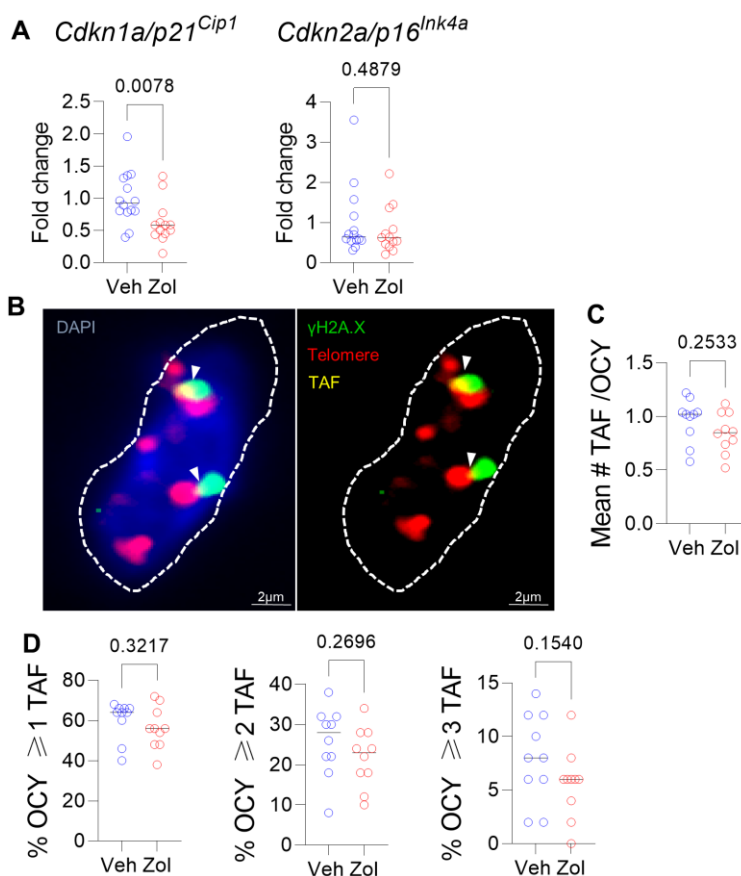 A Cdkn1a/p21Cip1 Cdkn2a/p16Ink4a
0.0078 0.4879
Fold change
2.5
2.0
1.5
1.0
0.5
0.0
Veh Zol
Fold change
4
3
2
1
0
Veh Zol
B
DAPI
2μm
γH2A.X
Telomere
TAF
2μm
C
0.2533
Mean # TAF /OCY
1.5
1.0
0.5
0.0
Veh Zol
D
0.3217
% OCY ≥1 TAF
80
60
40
20
0
Veh Zol
0.2696
% OCY ≥2 TAF
40
30
20
10
0
Veh Zol
0.1540
% OCY ≥3 TAF
15
10
5
0
Veh Zol